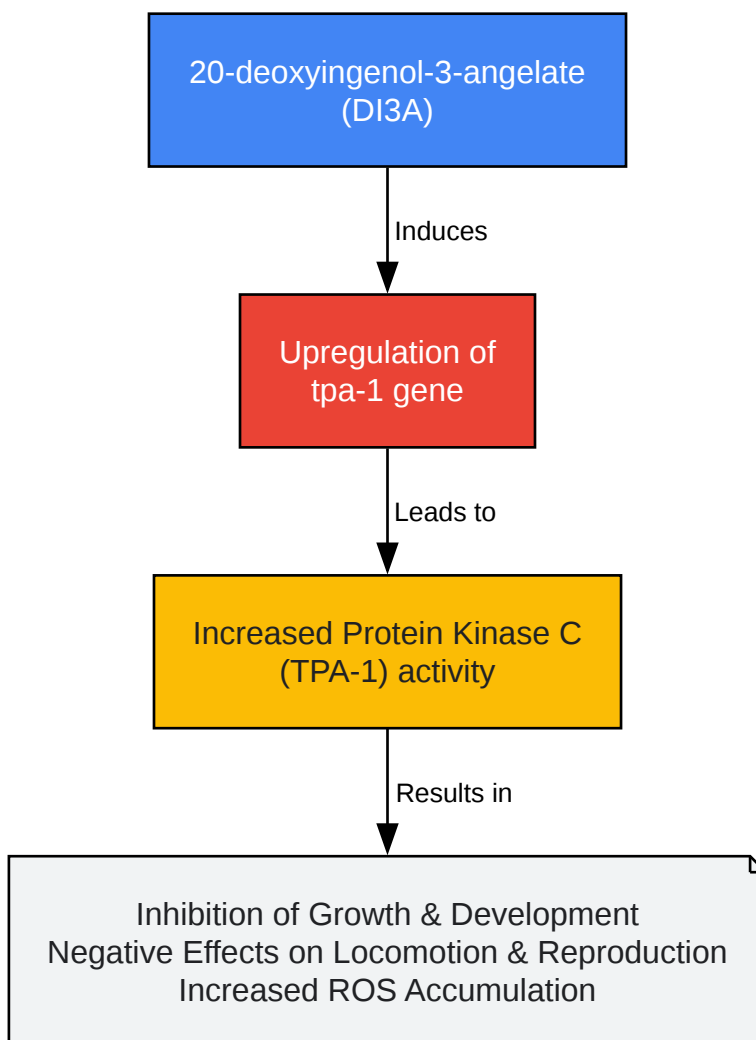 20-deoxyingenol-3-angelate
(DI3A)
Induces
Upregulation of
tpa-1 gene
Leads to
Increased Protein Kinase C
(TPA-1) activity
Results in
Inhibition of Growth & Development
Negative Effects on Locomotion & Reproduction
Increased ROS Accumulation